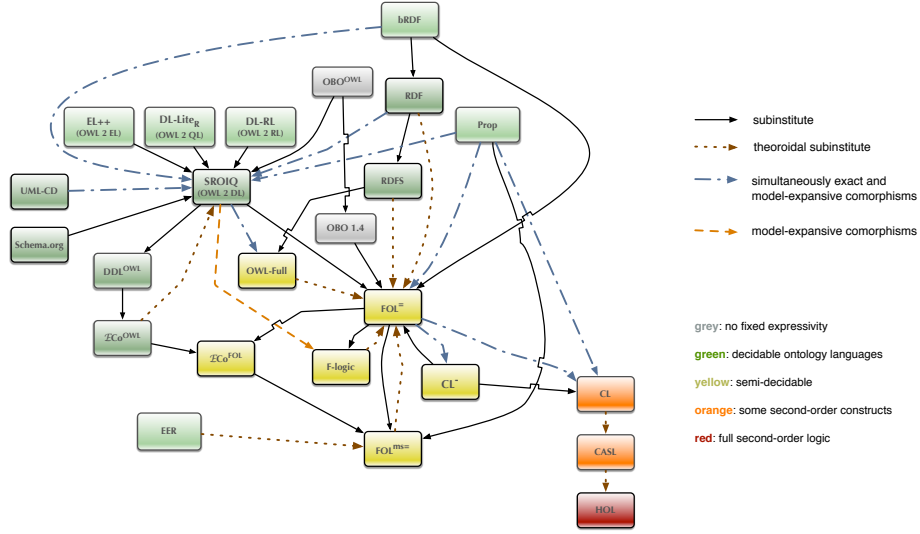 bRDF
OBO^OWL
RDF
EL++
(OWL 2 EL)
DL-Lite_R
(OWL 2 QL)
DL-RL
(OWL 2 RL)
Prop
subinstitute
theoroidal subinstitute
UML-CD
SROIQ
(OWL 2 DL)
RDFS
simultaneously exact and
model-expansive comorphisms
Schema.org
OBO 1.4
model-expansive comorphisms
DDL^OWL
OWL-Full
FOL^=
ℰCo^OWL
grey: no fixed expressivity
ℰCo^FOL
F-logic
green: decidable ontology languages
CL^-
CL
yellow: semi-decidable
EER
FOL^ms=
CASL
orange: some second-order constructs
red: full second-order logic
HOL